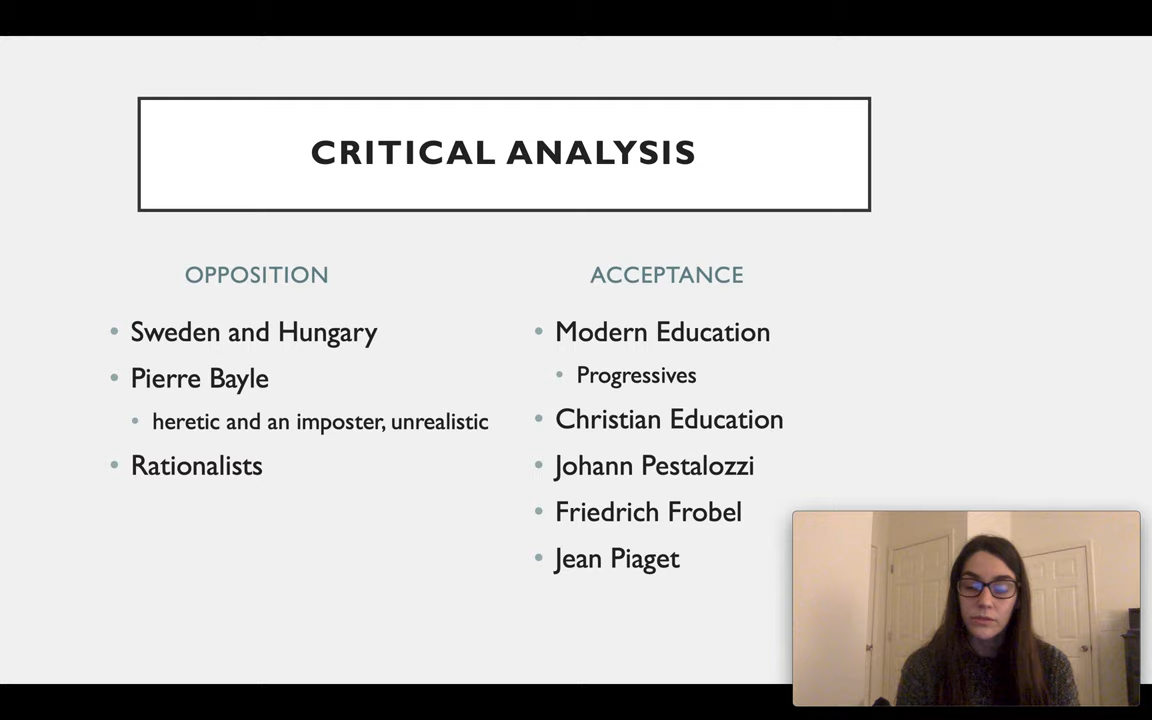 CRITICAL ANALYSIS
OPPOSITION
• Sweden and Hungary
• Pierre Bayle
• heretic and an imposter, unrealistic
• Rationalists
ACCEPTANCE
• Modern Education
• Progressives
• Christian Education
• Johann Pestalozzi
• Friedrich Frobel
• Jean Piaget